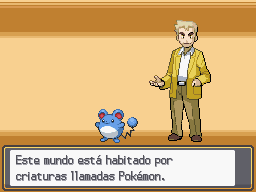 Este mundo está habitado por
criaturas llamadas Pokémon.